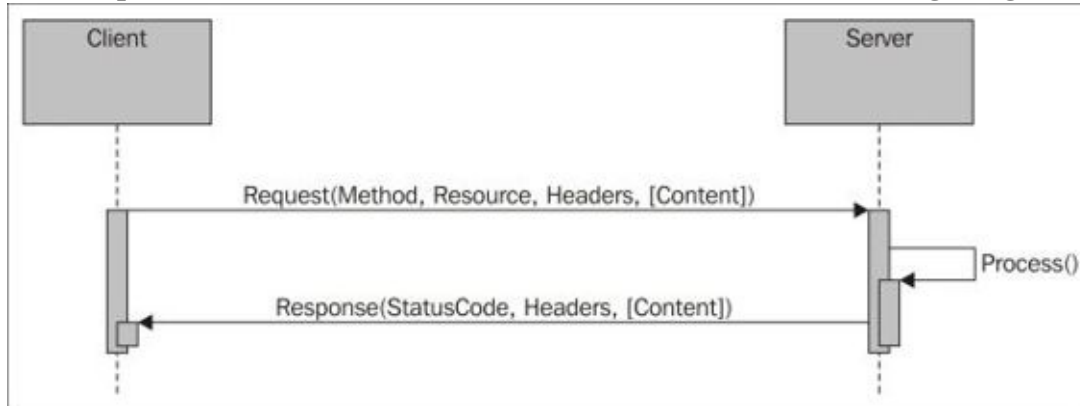 Client
Server
Request(Method, Resource, Headers, [Content])
Process()
Response(StatusCode, Headers, [Content])